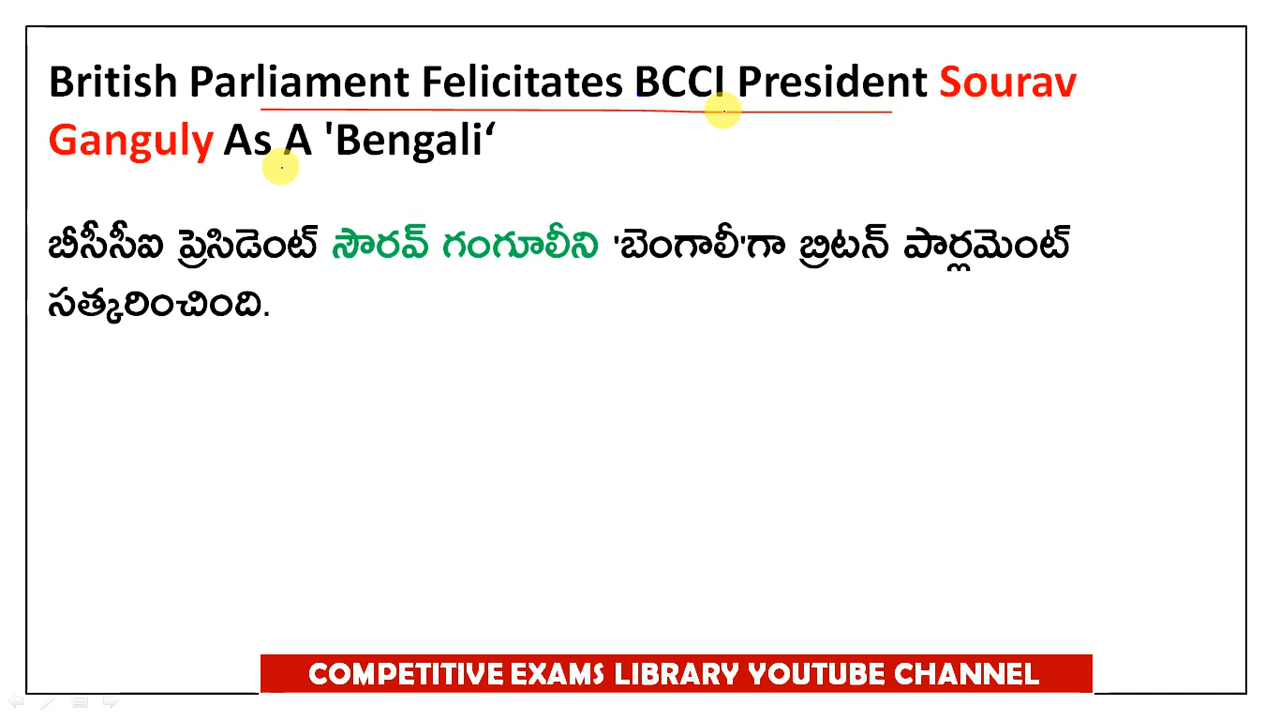 British Parliament Felicitates BCCI President Sourav
Ganguly As A 'Bengali‘
బీసీసీఐ ప్రెసిడెంట్ సౌరవ్ గంగూలీని 'బెంగాలీ'గా బ్రిటన్ పార్లమెంట్
సత్కరించింది.
COMPETITIVE EXAMS LIBRARY YOUTUBE CHANNEL